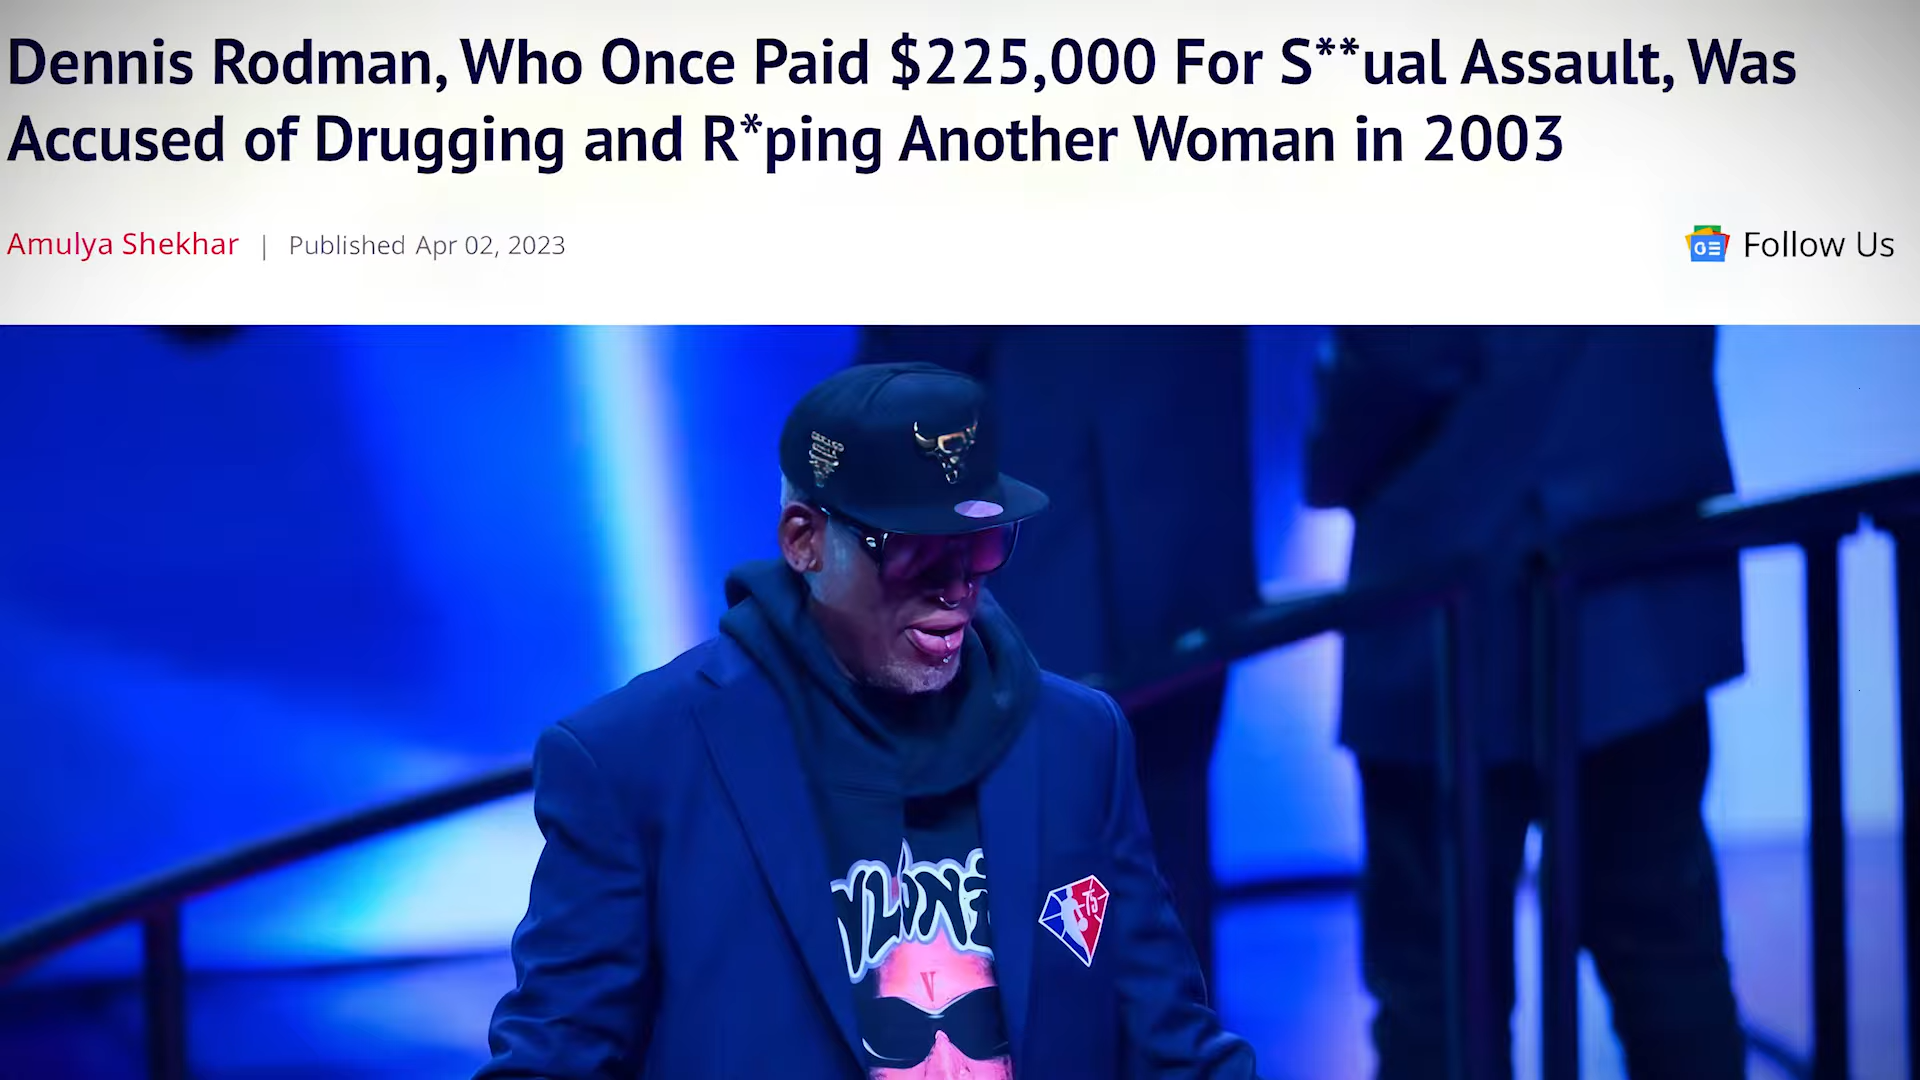 Dennis Rodman, Who Once Paid $225,000 For S**ual Assault, Was
Accused of Drugging and R*ping Another Woman in 2003
Amulya Shekhar | Published Apr 02, 2023
Follow Us
75
V